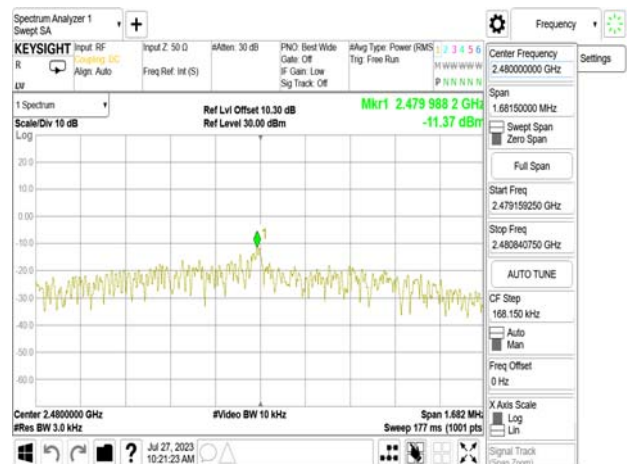 Spectrum Analyzer 1
Swept SA
Frequency
KEYSIGHT
Input: RF
Coupling: DC
Align: Auto
Input Z: 50 Ω
Freq Ref: Int (S)
#Atten: 30 dB
PNO: Best Wide
Gate: Off
IF Gain: Low
Sig Track: Off
#Avg Type: Power (RMS
Trig: Free Run
1 2 3 4 5 6
M W W W W W
P N N N N N
R
Center Frequency
2.480000000 GHz
Settings
Span
1.68150000 MHz
Swept Span
Zero Span
Full Span
Start Freq
2.479159250 GHz
Stop Freq
2.480840750 GHz
AUTO TUNE
CF Step
168.150 kHz
Auto
Man
Freq Offset
0 Hz
X Axis Scale
Log
Lin
Signal Track
(Span Zoom)
1 Spectrum
Scale/Div 10 dB
Log
Ref Lvl Offset 10.30 dB
Ref Level 30.00 dBm
Mkr1 2.479 988 2 GHz
-11.37 dBm
20.0
10.0
0.00
-10.0
-20.0
-30.0
-40.0
-50.0
-60.0
1
Center 2.4800000 GHz
#Res BW 3.0 kHz
#Video BW 10 kHz
Span 1.682 MHz
Sweep 177 ms (1001 pts
Jul 27, 2023
10:21:23 AM